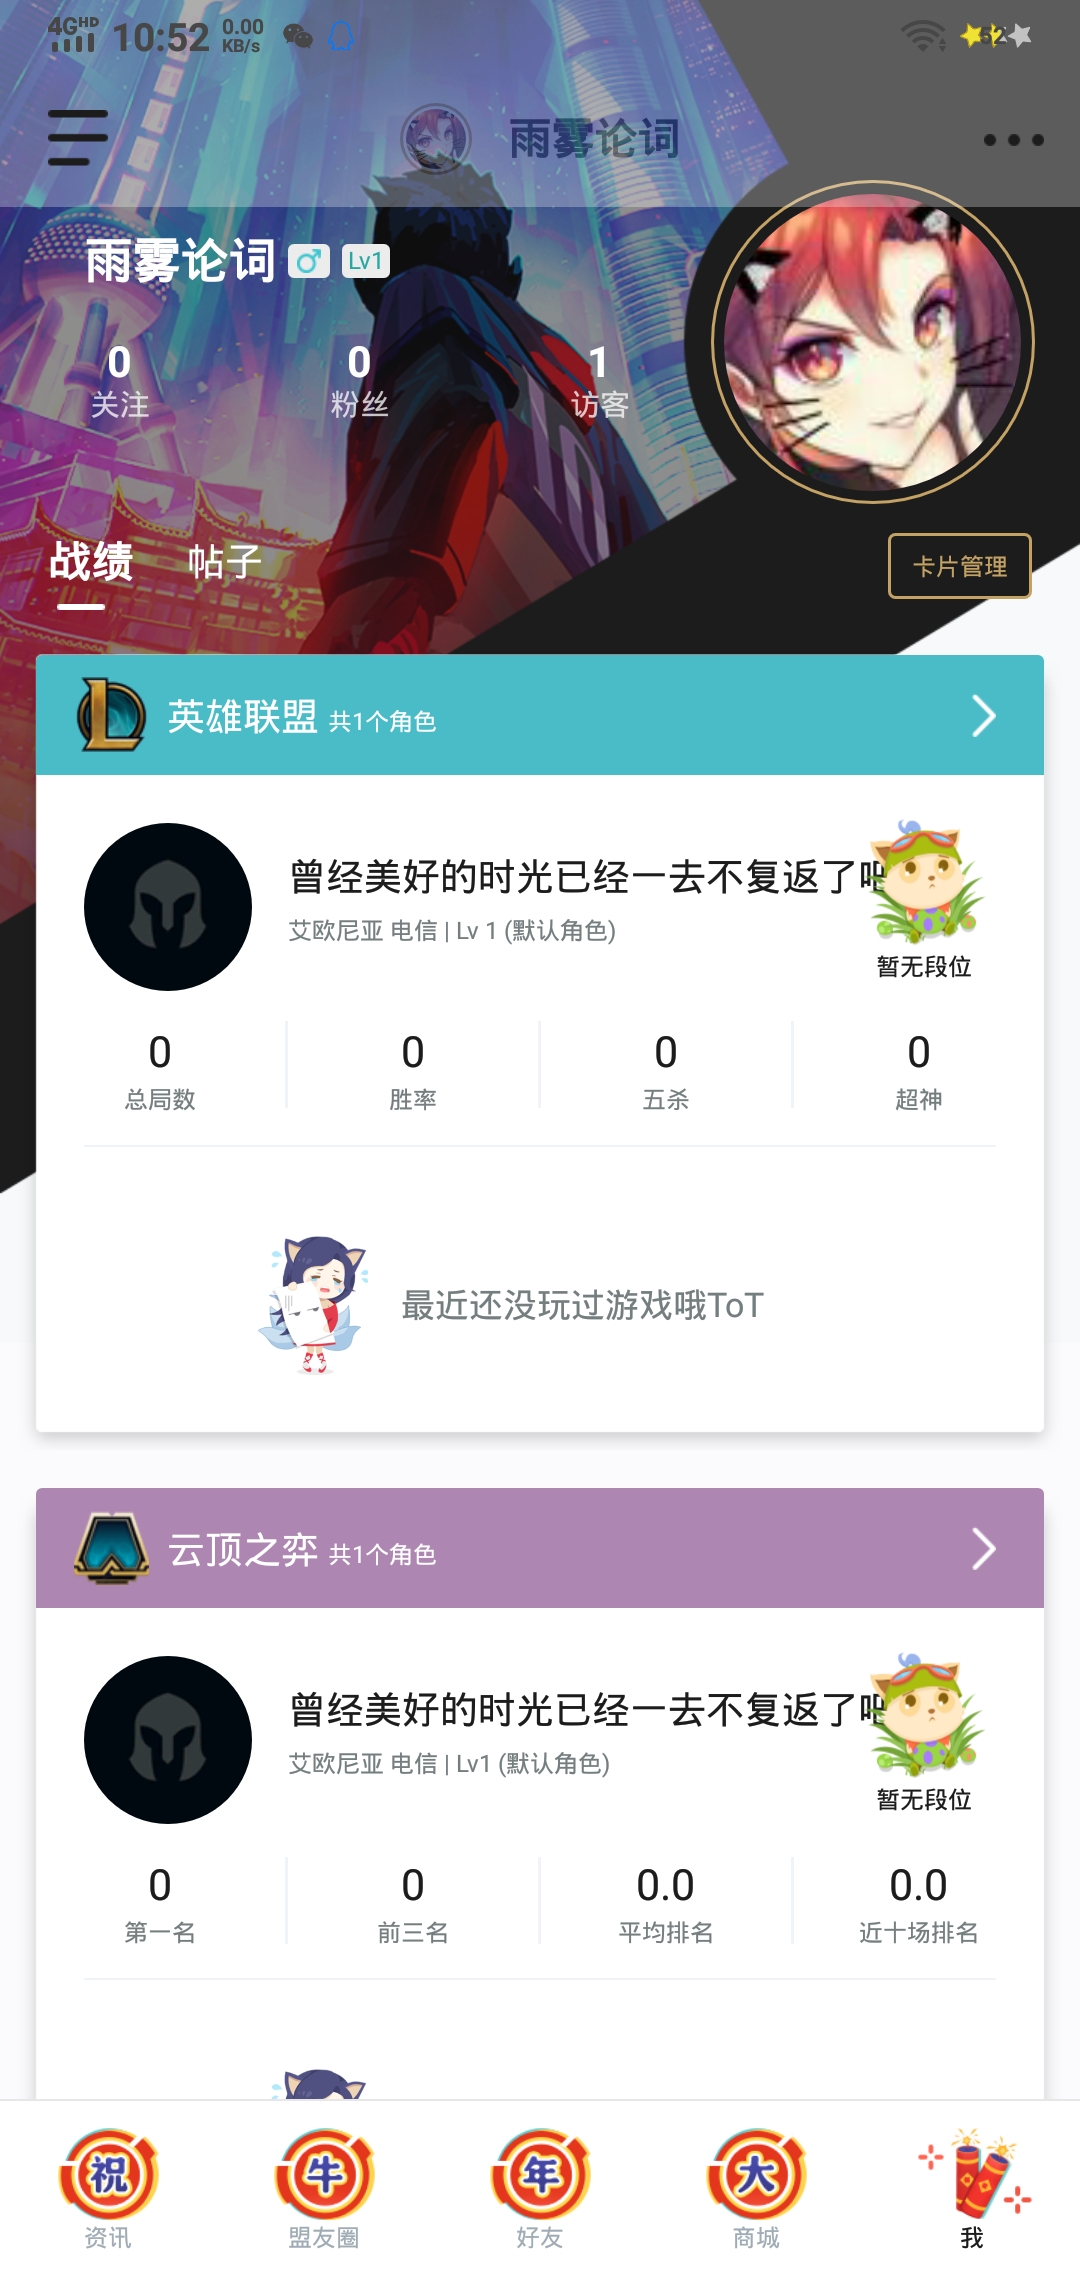 4G HD 10:52 0.00 KB/s
雨雾论词
雨雾论词 Lv1
0 0 1
关注 粉丝 访客
战绩 帖子
卡片管理
英雄联盟 共1个角色
曾经美好的时光已经一去不复返了吧
艾欧尼亚 电信 | Lv 1 (默认角色)
暂无段位
0 0 0 0
总局数 胜率 五杀 超神
最近还没玩过游戏哦ToT
云顶之弈 共1个角色
曾经美好的时光已经一去不复返了吧
艾欧尼亚 电信 | Lv1 (默认角色)
暂无段位
0 0 0.0 0.0
第一名 前三名 平均排名 近十场排名
祝 牛 年 大
资讯 盟友圈 好友 商城 我